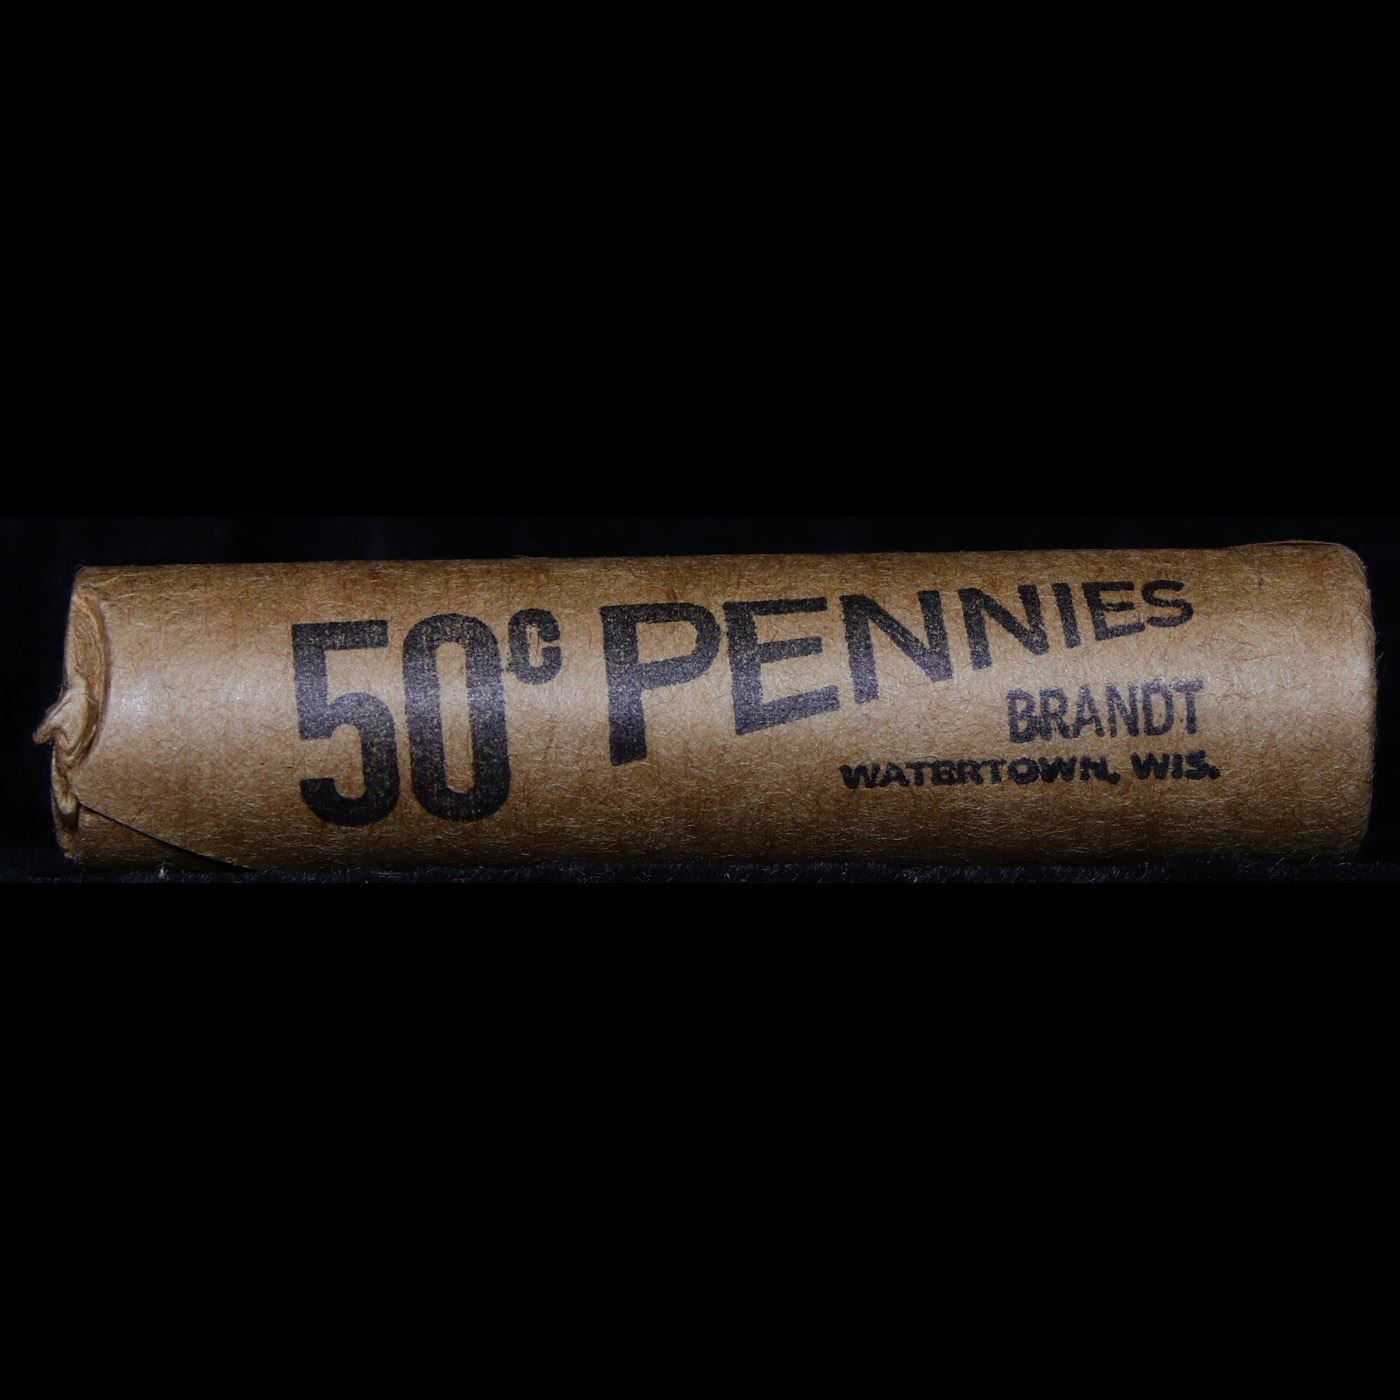 50¢ PENNIES
BRANDT
WATERTOWN, WIS.